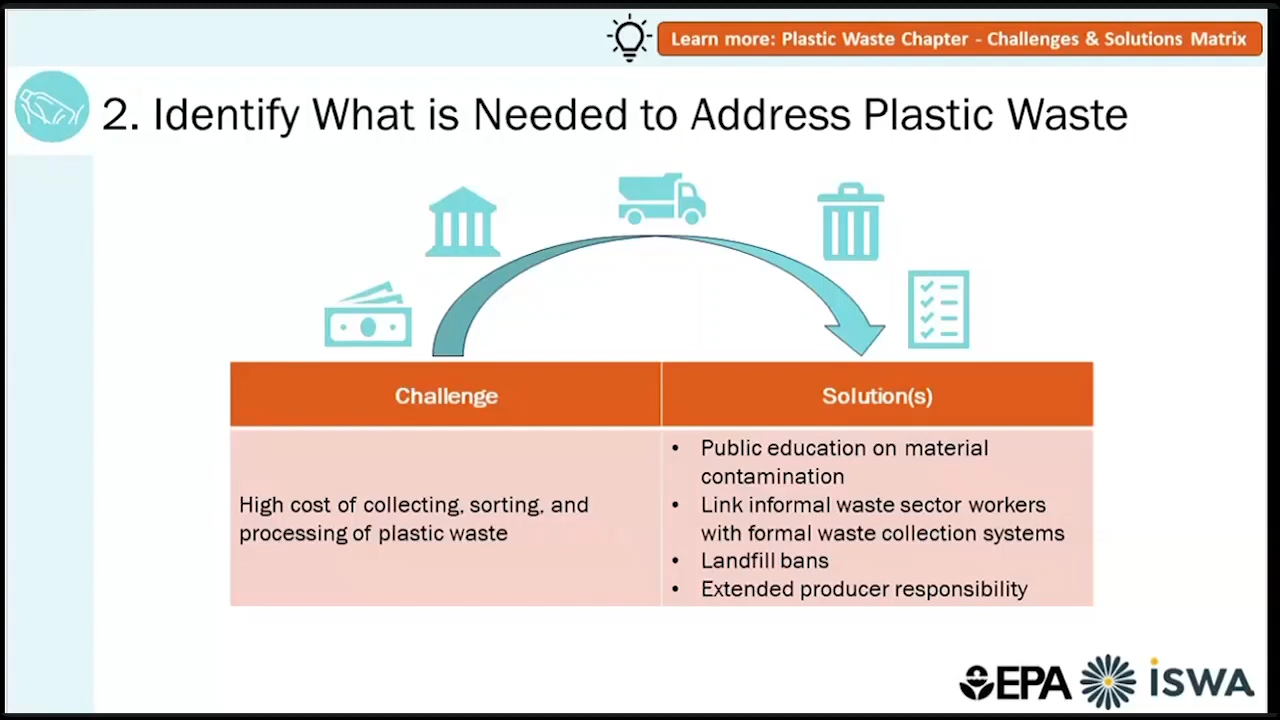 Learn more: Plastic Waste Chapter - Challenges & Solutions Matrix
2. Identify What is Needed to Address Plastic Waste
Challenge
Solution(s)
High cost of collecting, sorting, and
processing of plastic waste
• Public education on material
contamination
• Link informal waste sector workers
with formal waste collection systems
• Landfill bans
• Extended producer responsibility
EPA
iSWA